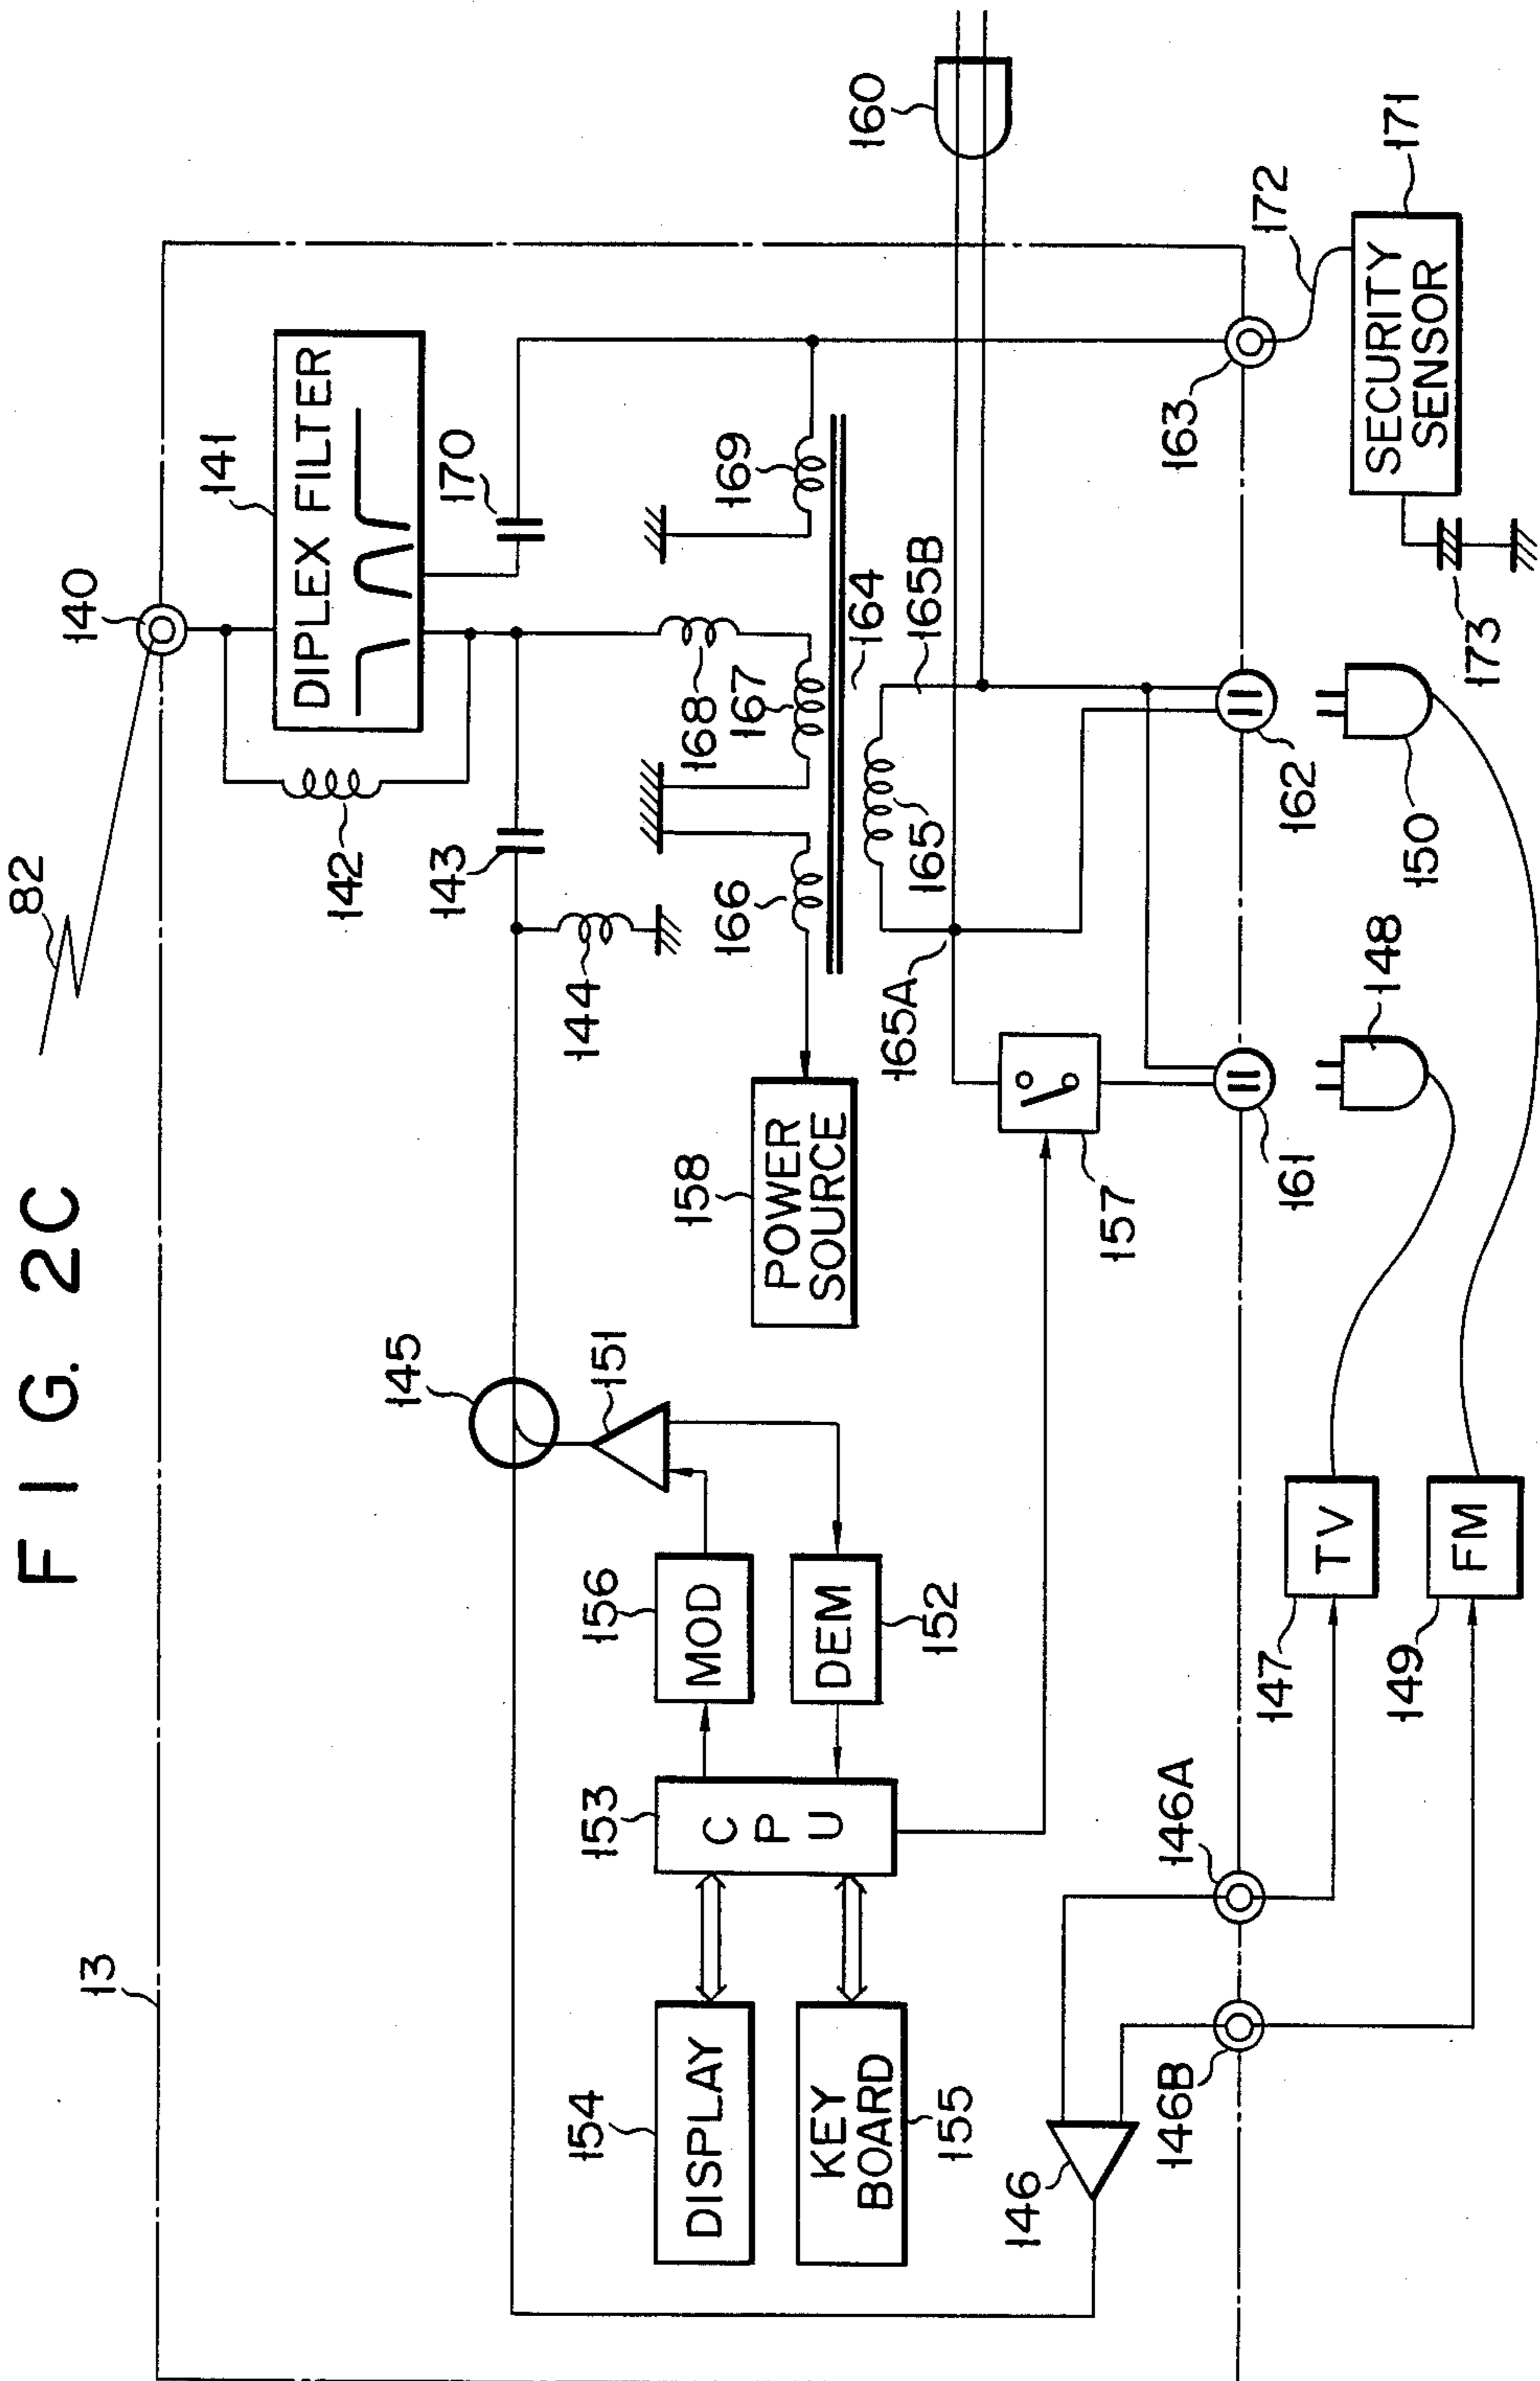 FIG. 2C
82
140
13
141
DIPLEX FILTER
142
170
143
145
144
168
167
169
151
156
MOD
166
164
160
158
POWER
SOURCE
153
CPU
154
DISPLAY
DEM
152
165
165B
165A
KEY
BOARD
155
157
146
146A
146B
161
162
163
172
171
SECURITY
SENSOR
173
147
TV
148
150
149
FM